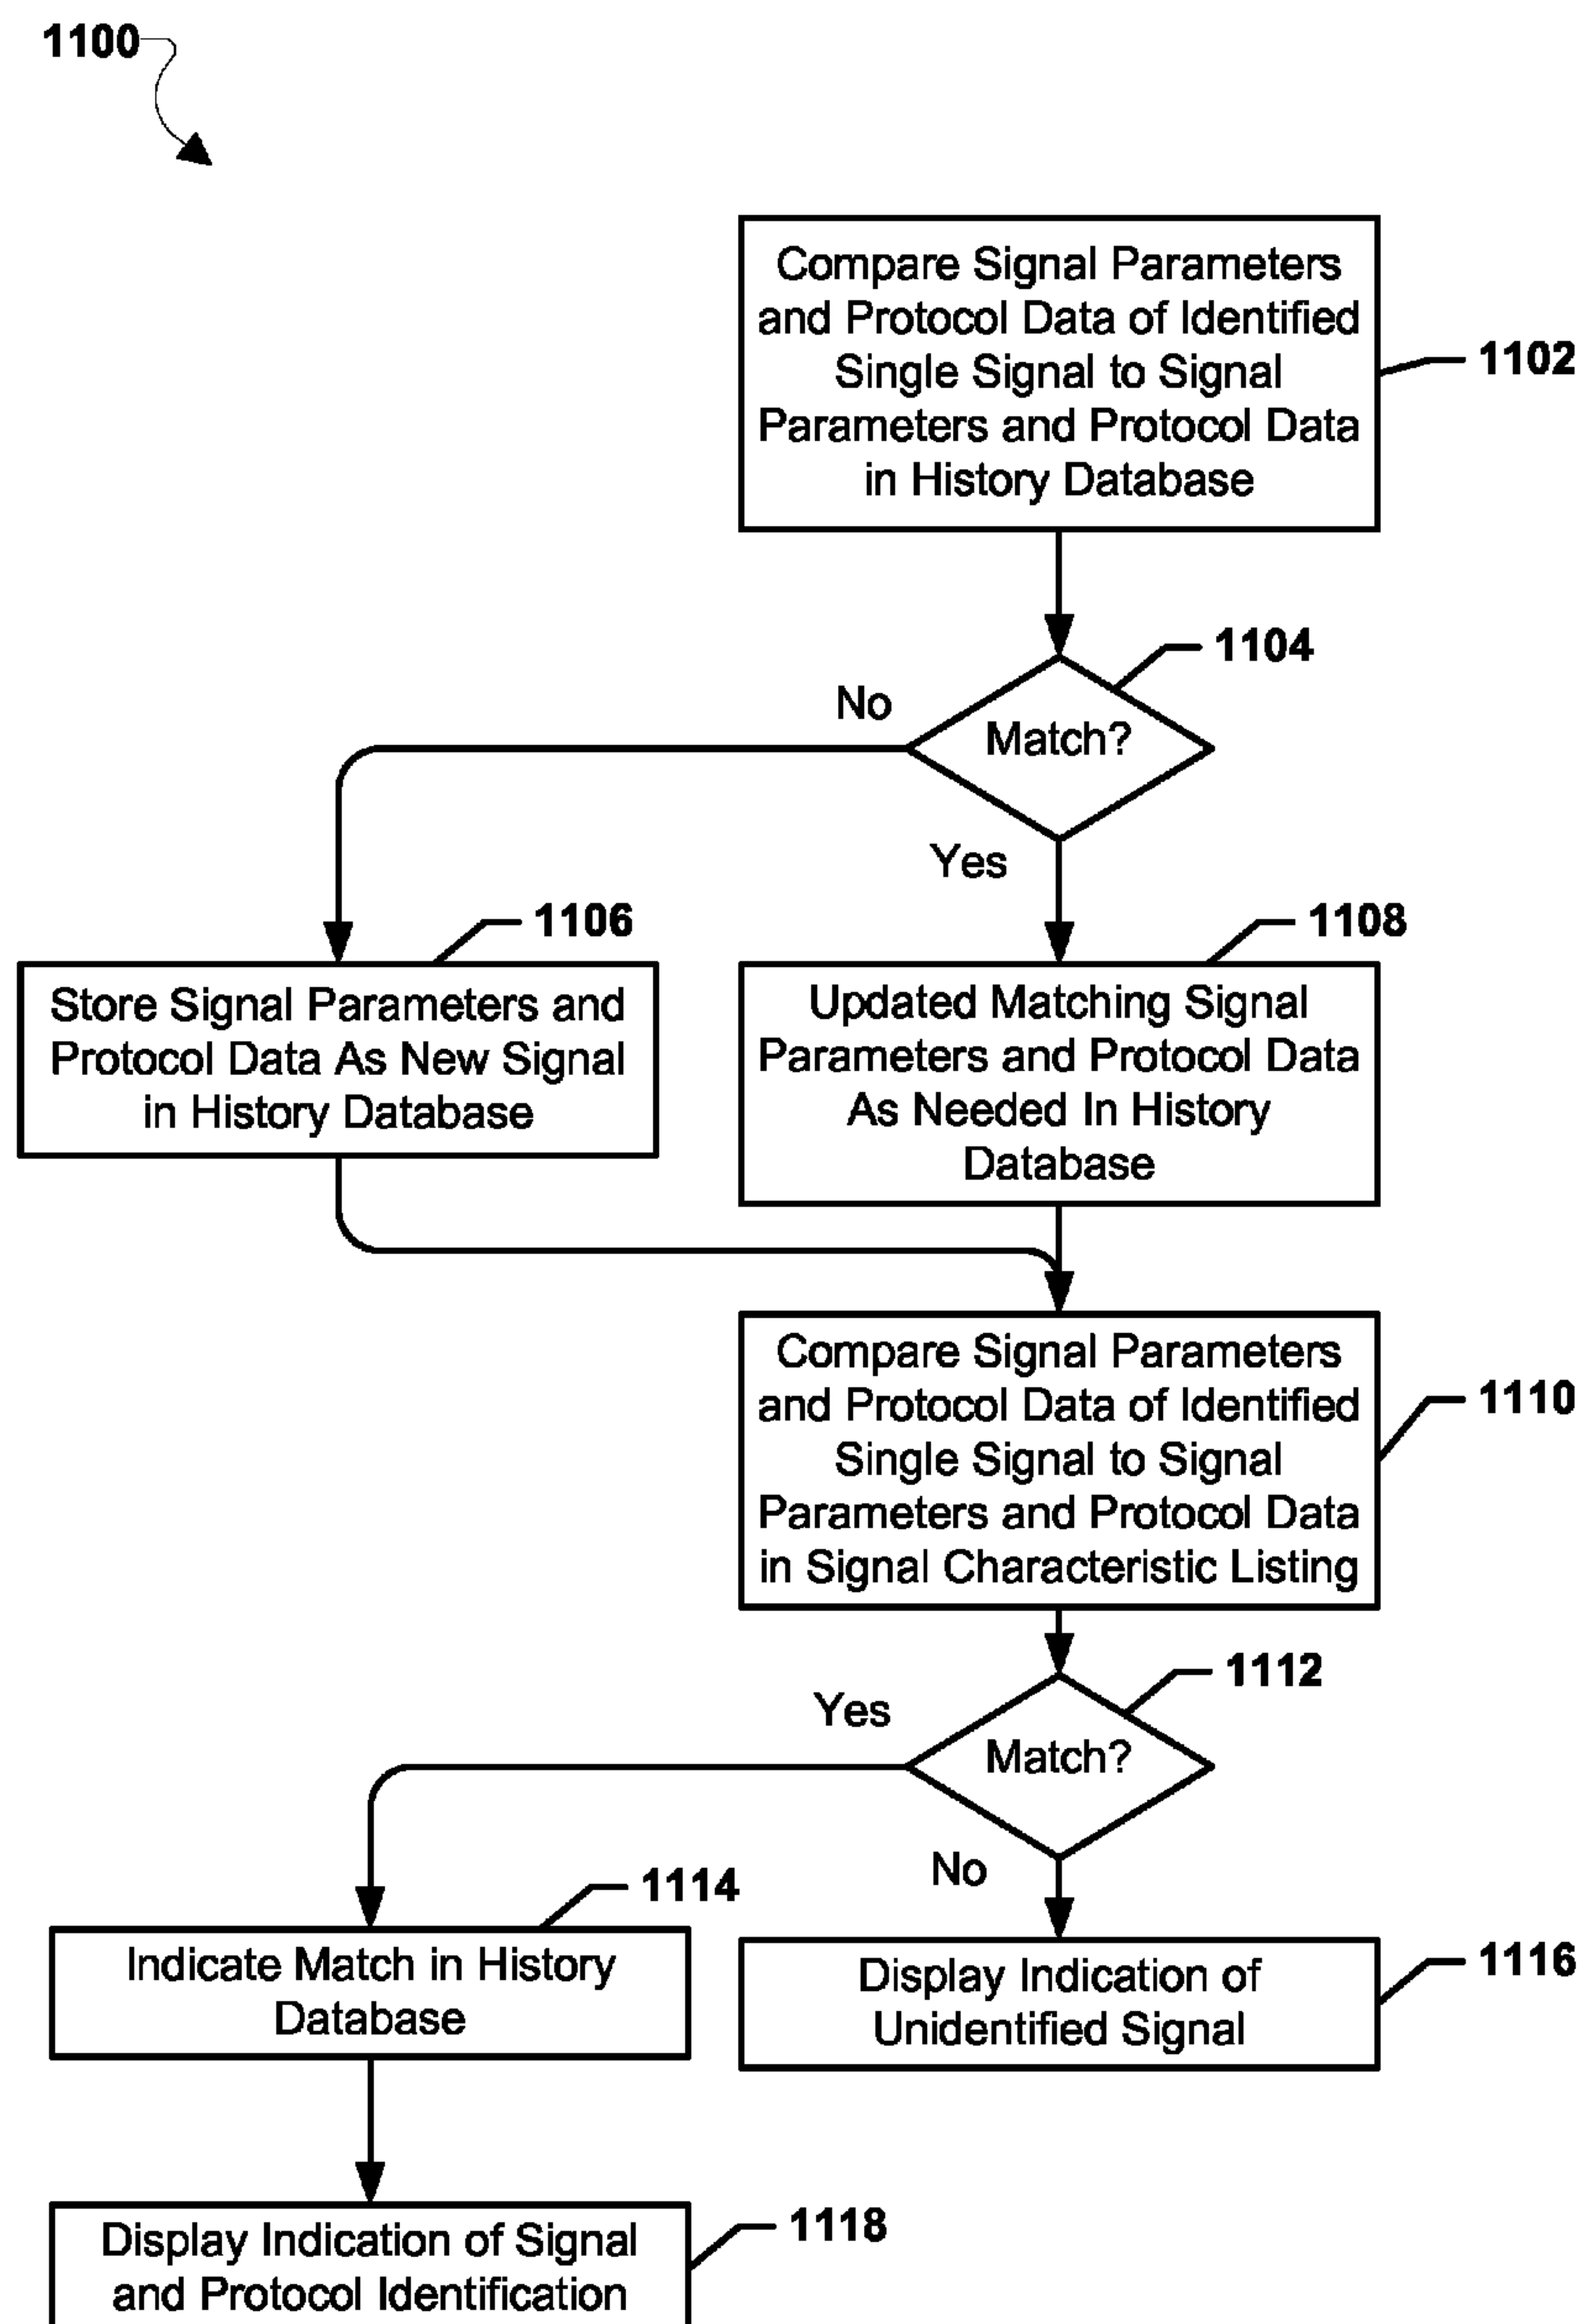 1100
Compare Signal Parameters
and Protocol Data of Identified
Single Signal to Signal
Parameters and Protocol Data
in History Database
1102
1104
Match?
No
Yes
1106
Store Signal Parameters and
Protocol Data As New Signal
in History Database
1108
Updated Matching Signal
Parameters and Protocol Data
As Needed In History
Database
Compare Signal Parameters
and Protocol Data of Identified
Single Signal to Signal
Parameters and Protocol Data
in Signal Characteristic Listing
1110
1112
Match?
Yes
No
1114
Indicate Match in History
Database
Display Indication of
Unidentified Signal
1116
Display Indication of Signal
and Protocol Identification
1118